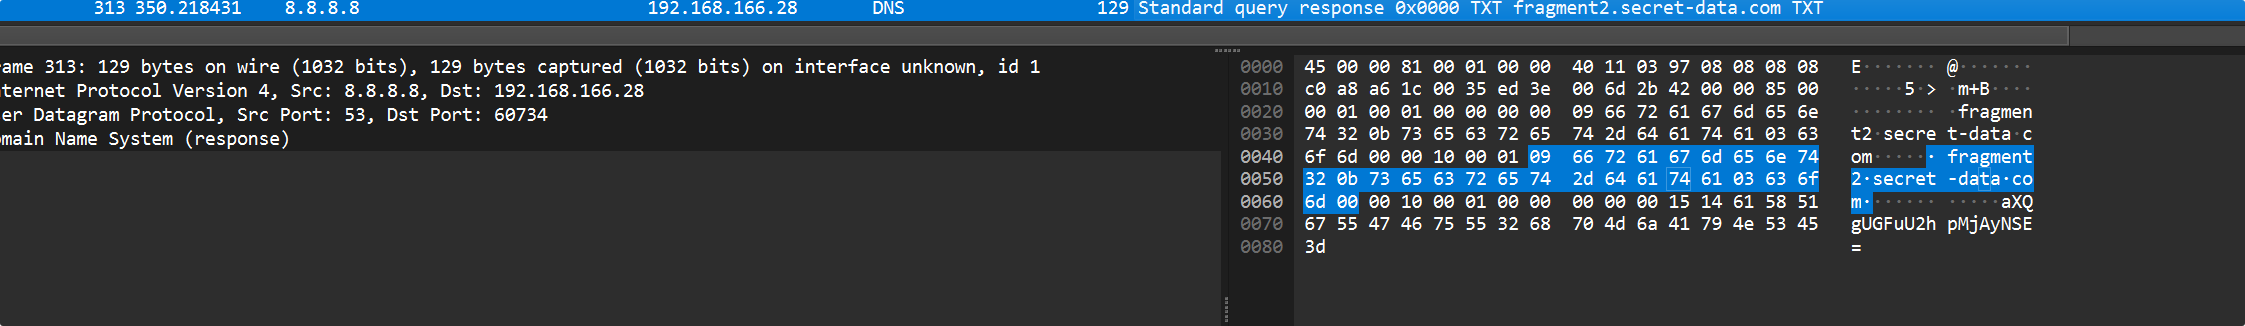 313 350.218431 8.8.8.8 192.168.166.28 DNS 129 Standard query response 0x0000 TXT fragment2.secret-data.com TXT
ame 313: 129 bytes on wire (1032 bits), 129 bytes captured (1032 bits) on interface unknown, id 1
nternet Protocol Version 4, Src: 8.8.8.8, Dst: 192.168.166.28
er Datagram Protocol, Src Port: 53, Dst Port: 60734
main Name System (response)
0000 45 00 00 81 00 01 00 00 40 11 03 97 08 08 08 08 E·······@·······
0010 c0 a8 a6 1c 00 35 ed 3e 00 6d 2b 42 00 00 85 00 ·····5·>·m+B····
0020 00 01 00 01 00 00 00 00 09 66 72 61 67 6d 65 6e ·········fragmen
0030 74 32 0b 73 65 63 72 65 74 2d 64 61 74 61 03 63 t2·secret-data·c
0040 6f 6d 00 00 10 00 01 09 66 72 61 67 6d 65 6e 74 om······fragment
0050 32 0b 73 65 63 72 65 74 2d 64 61 74 61 03 63 6f 2·secret-data·co
0060 6d 00 00 10 00 01 00 00 00 00 00 15 14 61 58 51 m············aXQ
0070 67 55 47 46 75 55 32 68 70 4d 6a 41 79 4e 53 45 gUGFuU2hpMjAyNSE
0080 3d =